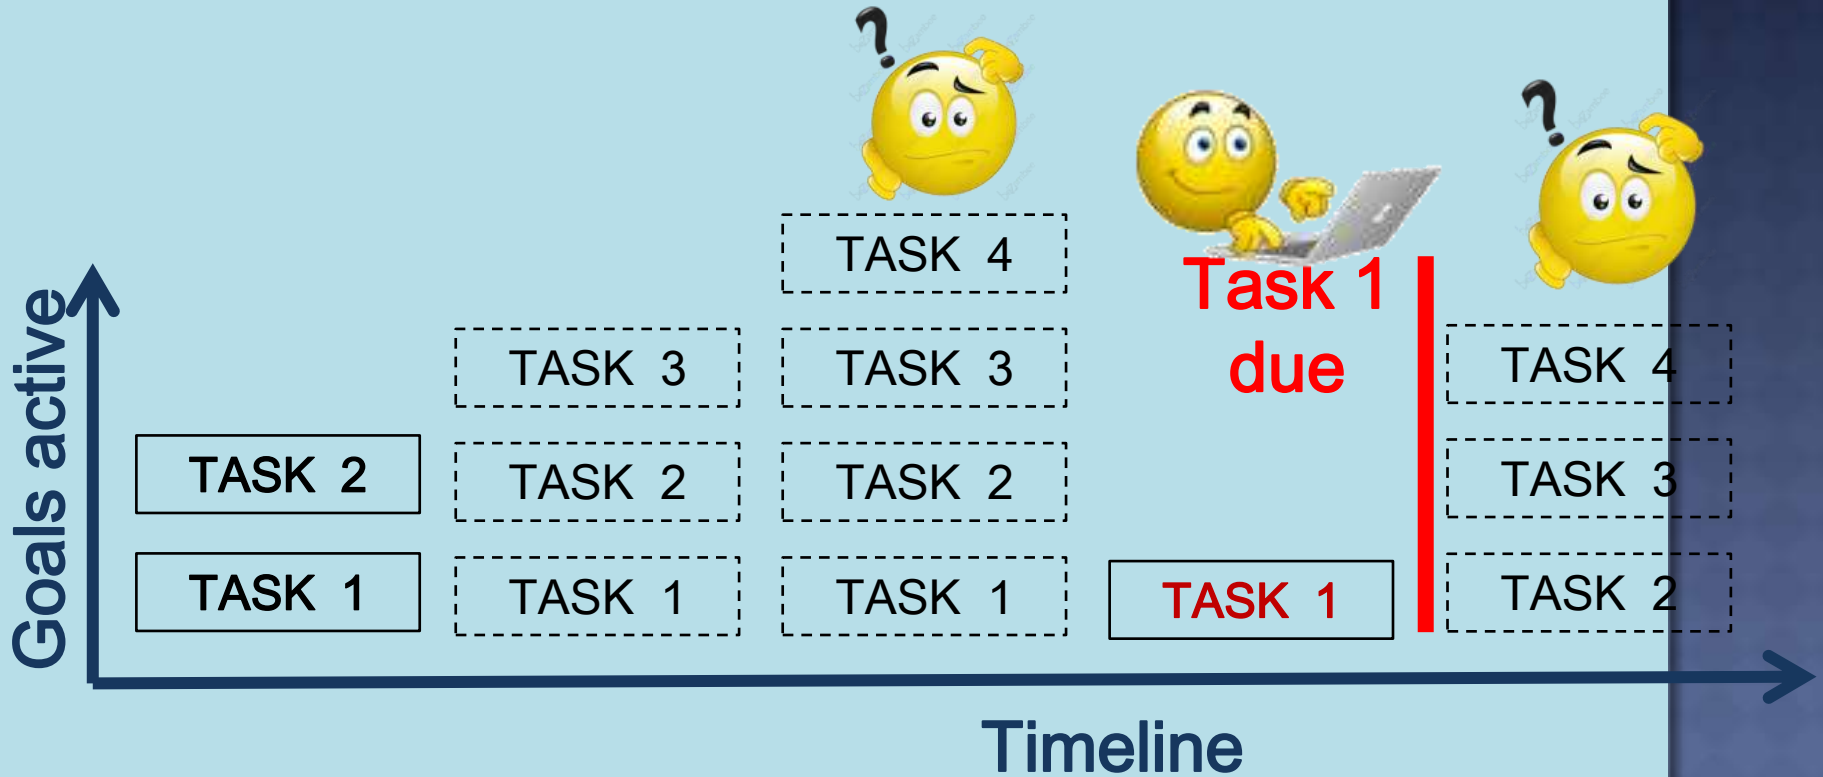 ?
?
TASK 4
Task 1
due
TASK 3
TASK 3
TASK 4
TASK 2
TASK 2
TASK 2
TASK 3
TASK 1
TASK 1
TASK 1
TASK 1
TASK 2
Goals active
Timeline